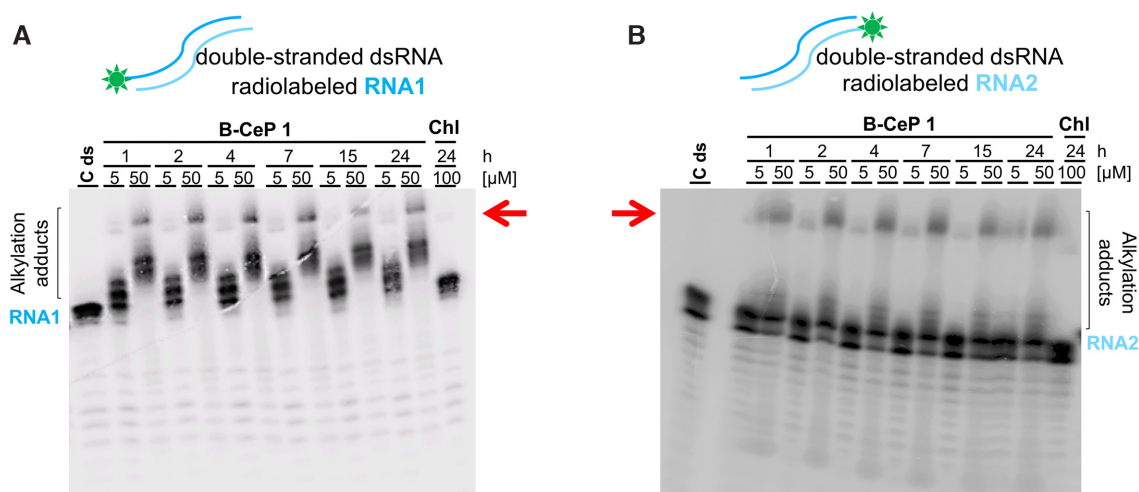 A
double-stranded dsRNA
radiolabeled RNA1
B-CeP 1
Chl
C ds
1 2 4 7 15 24 24 h
5 50 5 50 5 50 5 50 5 50 5 50 100 [µM]
Alkylation
adducts
RNA1
B
double-stranded dsRNA
radiolabeled RNA2
B-CeP 1
Chl
C ds
1 2 4 7 15 24 24 h
5 50 5 50 5 50 5 50 5 50 5 50 100 [µM]
Alkylation
adducts
RNA2